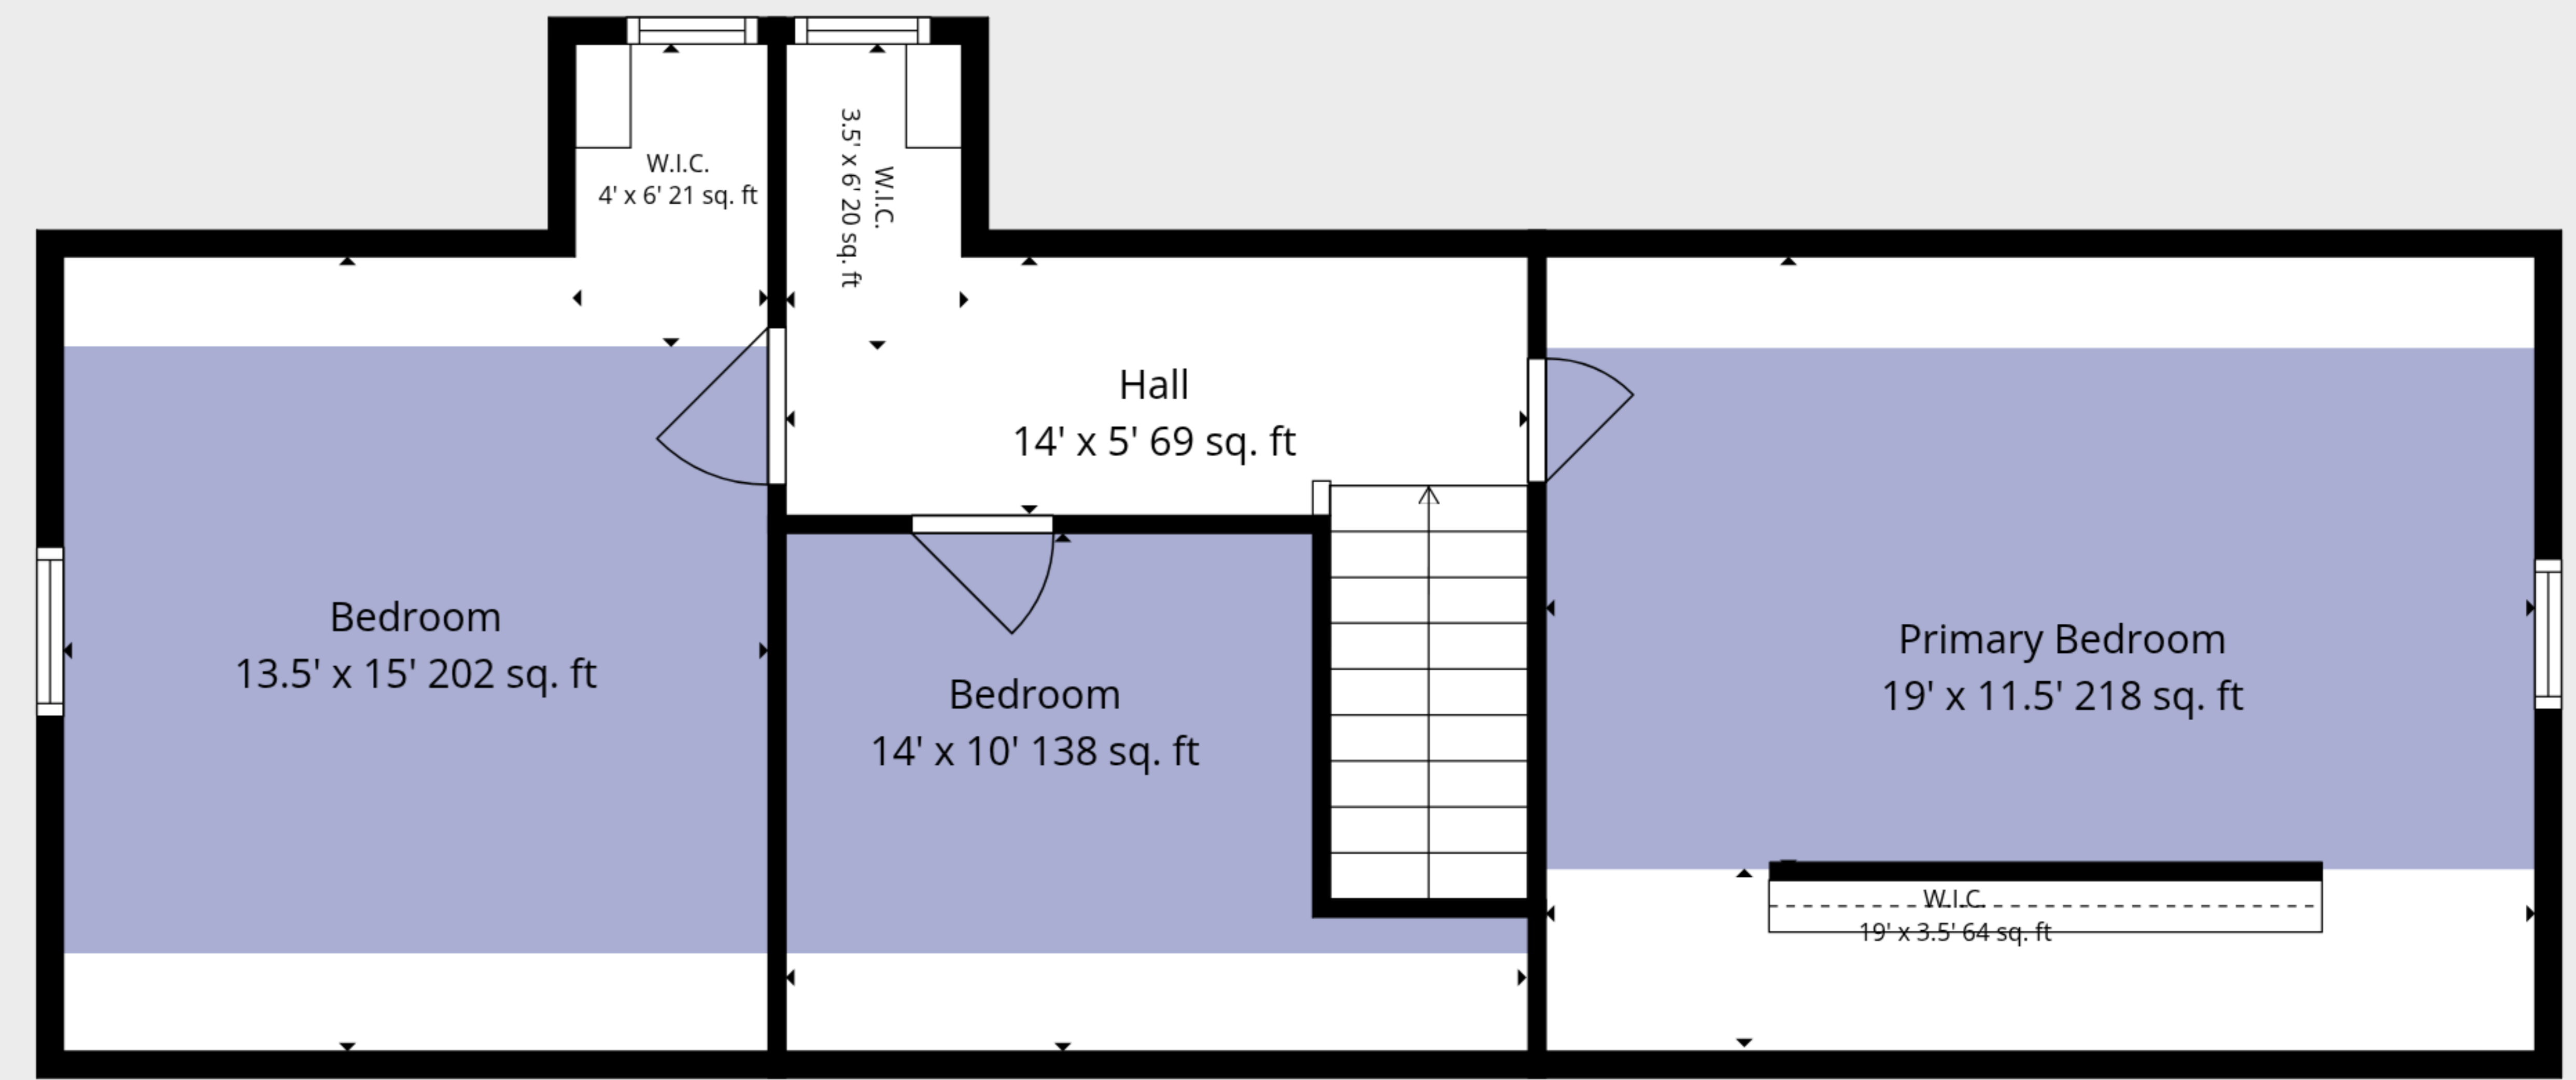 W.I.C.
4' x 6' 21 sq. ft
W.I.C.
3.5' x 6' 20 sq. ft
Hall
14' x 5' 69 sq. ft
Bedroom
13.5' x 15' 202 sq. ft
Bedroom
14' x 10' 138 sq. ft
Primary Bedroom
19' x 11.5' 218 sq. ft
W.I.C.
19' x 3.5' 64 sq. ft